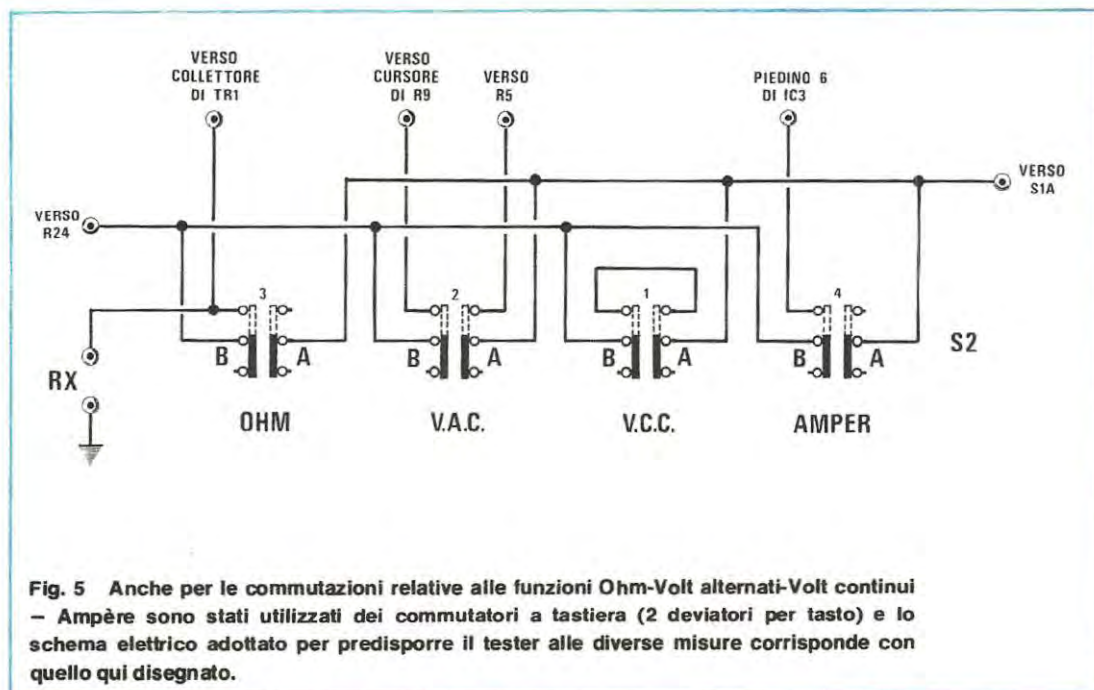 VERSO
COLLETTORE
DI TR1
VERSO
CURSORE
DI R9
VERSO
R5
PIEDINO 6
DI IC3
VERSO
S1A
VERSO
R24
3
2
1
4
B
A
B
A
B
A
B
A
S2
RX
OHM
V.A.C.
V.C.C.
AMPER
Fig. 5 Anche per le commutazioni relative alle funzioni Ohm-Volt alternati-Volt continui
— Ampère sono stati utilizzati dei commutatori a tastiera (2 deviatori per tasto) e lo
schema elettrico adottato per predisporre il tester alle diverse misure corrisponde con
quello qui disegnato.